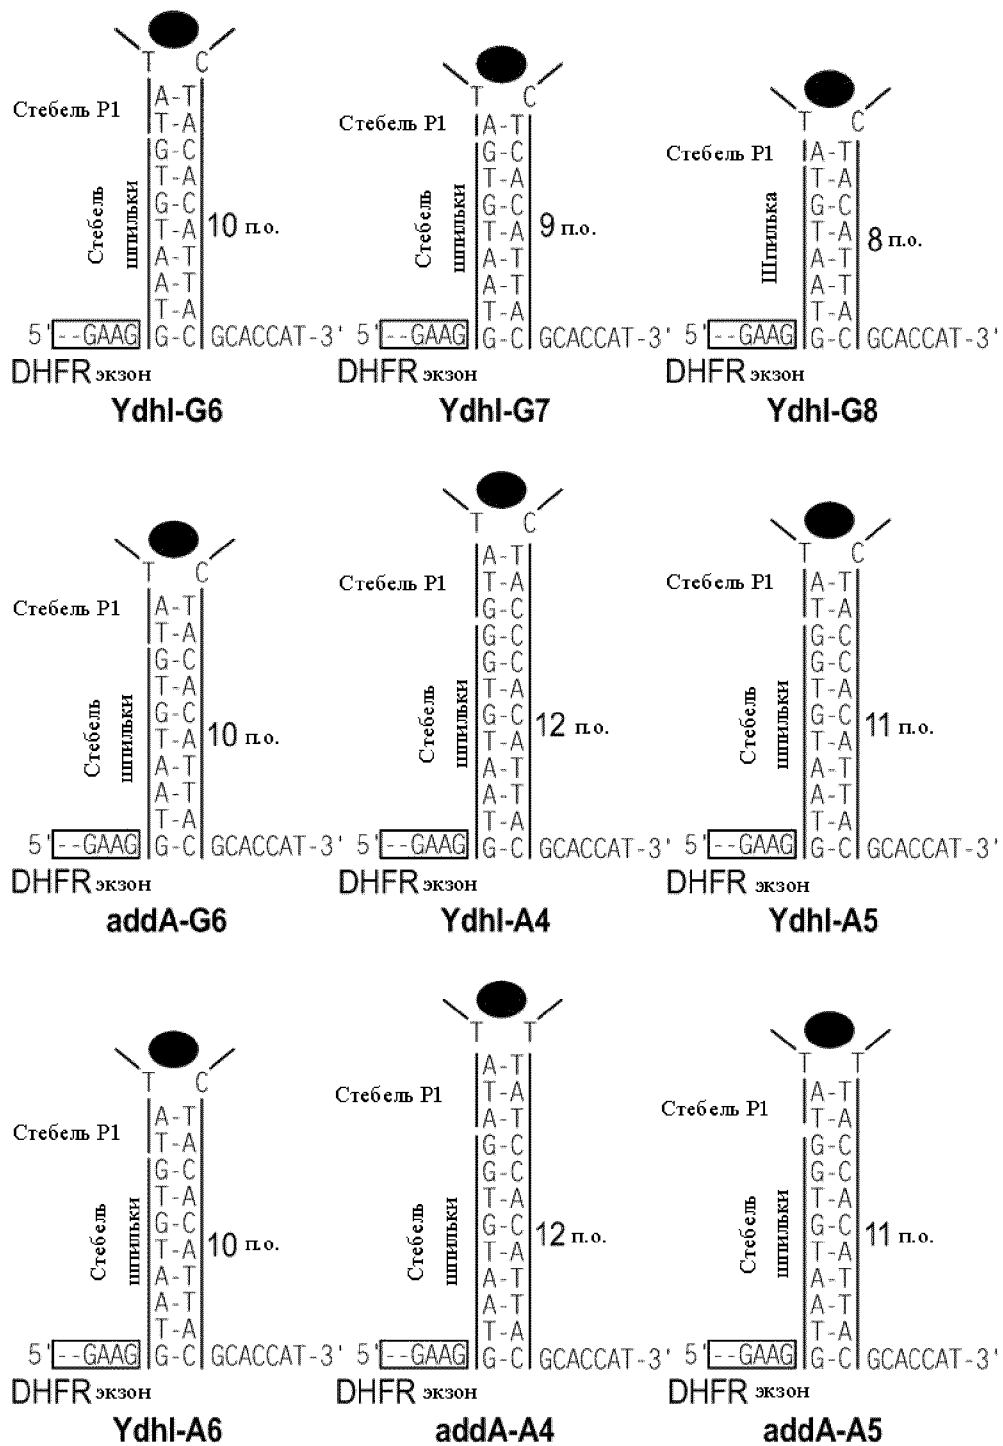 T C
A-T
Стебель P1
T-A
G-C
T-A
Стебель шпильки
G-C
10 п.о.
T-A
A-T
A-T
T-A
5'--GAAG G-C GCACCAT-3'
DHFR экзон
Ydhl-G6
T C
Стебель P1
A-T
G-C
T-A
Стебель шпильки
G-C
9 п.о.
T-A
A-T
A-T
T-A
5'--GAAG G-C GCACCAT-3'
DHFR экзон
Ydhl-G7
T C
Стебель P1
A-T
T-A
G-C
Шпилька
T-A
8 п.о.
A-T
A-T
T-A
5'--GAAG G-C GCACCAT-3'
DHFR экзон
Ydhl-G8
T C
Стебель P1
A-T
T-A
G-C
T-A
Стебель шпильки
G-C
10 п.о.
T-A
A-T
A-T
T-A
5'--GAAG G-C GCACCAT-3'
DHFR экзон
addA-G6
T C
A-T
Стебель P1
T-A
G-C
G-C
G-C
T-A
Стебель шпильки
G-C
12 п.о.
T-A
A-T
A-T
T-A
5'--GAAG G-C GCACCAT-3'
DHFR экзон
Ydhl-A4
T C
Стебель P1
A-T
T-A
G-C
G-C
T-A
Стебель шпильки
G-C
11 п.о.
T-A
A-T
A-T
T-A
5'--GAAG G-C GCACCAT-3'
DHFR экзон
Ydhl-A5
T C
A-T
Стебель P1
T-A
G-C
T-A
Стебель шпильки
G-C
10 п.о.
T-A
A-T
A-T
T-A
5'--GAAG G-C GCACCAT-3'
DHFR экзон
Ydhl-A6
T T
A-T
Стебель P1
T-A
A-T
G-C
G-C
T-A
Стебель шпильки
G-C
12 п.о.
T-A
A-T
A-T
T-A
5'--GAAG G-C GCACCAT-3'
DHFR экзон
addA-A4
T T
A-T
Стебель P1
T-A
G-C
G-C
T-A
Стебель шпильки
G-C
11 п.о.
T-A
A-T
A-T
T-A
5'--GAAG G-C GCACCAT-3'
DHFR экзон
addA-A5